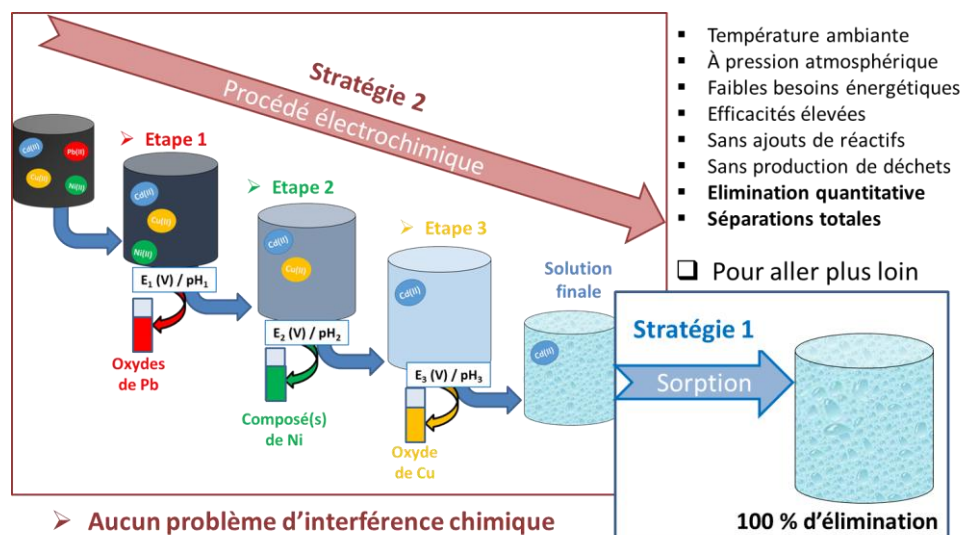 Stratégie 2
Procédé électrochimique
Cd(II)
Pb(II)
Cu(II)
Ni(II)
➢ Etape 1
Cd(II)
Cu(II)
Ni(II)
E₁ (V) / pH₁
Oxydes
de Pb
➢ Etape 2
Cd(II)
Cu(II)
E₂ (V) / pH₂
Composé(s)
de Ni
➢ Etape 3
Cd(II)
E₃ (V) / pH₃
Oxyde
de Cu
Solution
finale
Cd(II)
➢ Aucun problème d'interférence chimique
▪ Température ambiante
▪ À pression atmosphérique
▪ Faibles besoins énergétiques
▪ Efficacités élevées
▪ Sans ajouts de réactifs
▪ Sans production de déchets
▪ Elimination quantitative
▪ Séparations totales
❑ Pour aller plus loin
Stratégie 1
Sorption
100 % d'élimination